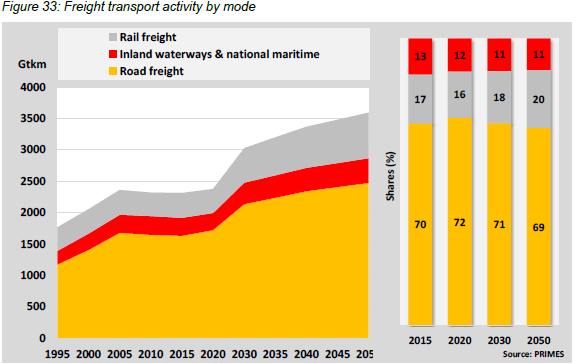 Figure 33: Freight transport activity by mode
Rail freight
Inland waterways & national maritime
Road freight
Gtkm
4000
3500
3000
2500
2000
1500
1000
500
0
1995 2000 2005 2010 2015 2020 2030 2040 2045 205
Shares (%)
13 12 11 11
17 16 18 20
70 72 71 69
2015 2020 2030 2050
Source: PRIMES